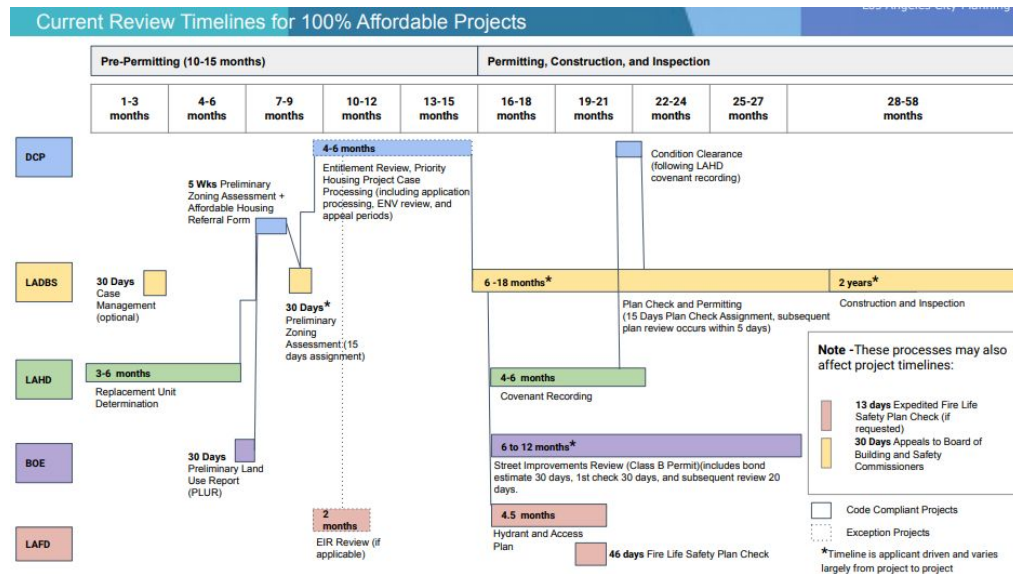 Los Angeles City Planning
Current Review Timelines for 100% Affordable Projects
Pre-Permitting (10-15 months)
Permitting, Construction, and Inspection
1-3
months
4-6
months
7-9
months
10-12
months
13-15
months
16-18
months
19-21
months
22-24
months
25-27
months
28-58
months
DCP
5 Wks Preliminary
Zoning Assessment +
Affordable Housing
Referral Form
4-6 months
Entitlement Review, Priority
Housing Project Case
Processing (including application
processing, ENV review, and
appeal periods)
Condition Clearance
(following LAHD
covenant recording)
LADBS
30 Days
Case
Management
(optional)
30 Days*
Preliminary
Zoning
Assessment (15
days assignment)
6 -18 months*
Plan Check and Permitting
(15 Days Plan Check Assignment, subsequent
plan review occurs within 5 days)
2 years*
Construction and Inspection
LAHD
3-6 months
Replacement Unit
Determination
4-6 months
Covenant Recording
BOE
30 Days
Preliminary Land
Use Report
(PLUR)
6 to 12 months*
Street Improvements Review (Class B Permit)(includes bond
estimate 30 days, 1st check 30 days, and subsequent review 20
days.
LAFD
2
months
EIR Review (if
applicable)
4.5 months
Hydrant and Access
Plan
46 days Fire Life Safety Plan Check
Note -These processes may also
affect project timelines:
13 days Expedited Fire Life
Safety Plan Check (if
requested)
30 Days Appeals to Board of
Building and Safety
Commissioners
Code Compliant Projects
Exception Projects
*Timeline is applicant driven and varies
largely from project to project